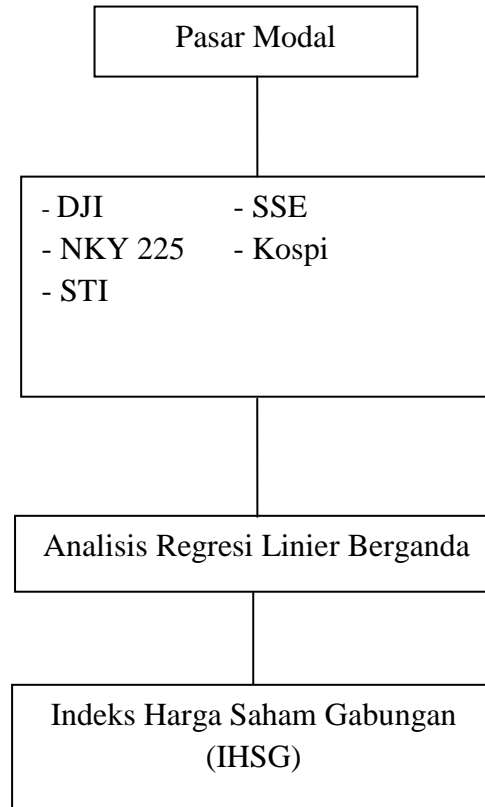 Pasar Modal
- DJI - SSE
- NKY 225 - Kospi
- STI
Analisis Regresi Linier Berganda
Indeks Harga Saham Gabungan
(IHSG)